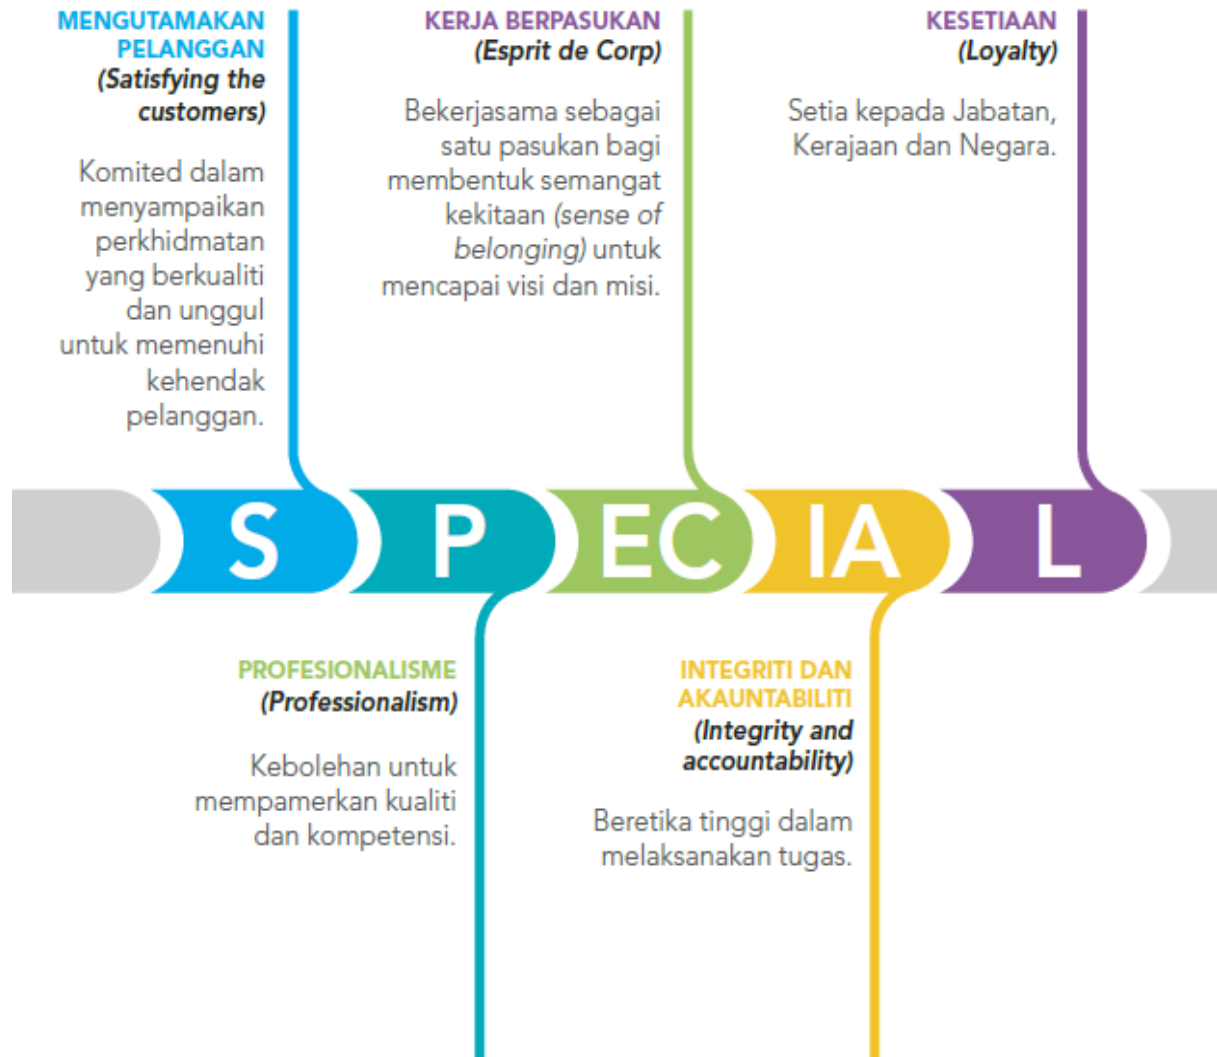 MENGUTAMAKAN
PELANGGAN
(Satisfying the
customers)
Komited dalam
menyampaikan
perkhidmatan
yang berkualiti
dan unggul
untuk memenuhi
kehendak
pelanggan.
KERJA BERPASUKAN
(Esprit de Corp)
Bekerjasama sebagai
satu pasukan bagi
membentuk semangat
kekitaan (sense of
belonging) untuk
mencapai visi dan misi.
KESETIAAN
(Loyalty)
Setia kepada Jabatan,
Kerajaan dan Negara.
S P EC IA L
PROFESIONALISME
(Professionalism)
Kebolehan untuk
mempamerkan kualiti
dan kompetensi.
INTEGRITI DAN
AKAUNTABILITI
(Integrity and
accountability)
Beretika tinggi dalam
melaksanakan tugas.